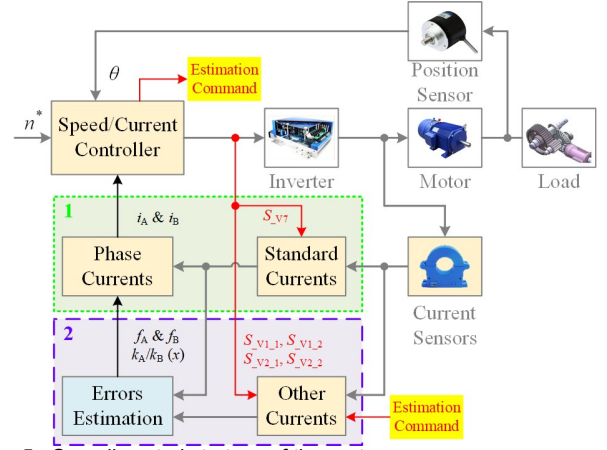 θ
Estimation
Command
Position
Sensor
n*
Speed/Current
Controller
Inverter
Motor
Load
1
iA & iB
S_V7
Phase
Currents
Standard
Currents
Current
Sensors
2
fA & fB
kA/kB (x)
S_V1_1, S_V1_2
S_V2_1, S_V2_2
Errors
Estimation
Other
Currents
Estimation
Command